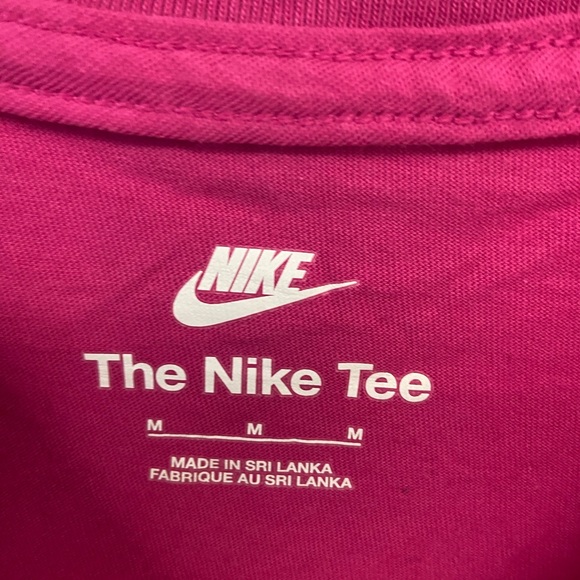 NIKE
The Nike Tee
M M M
MADE IN SRI LANKA
FABRIQUE AU SRI LANKA